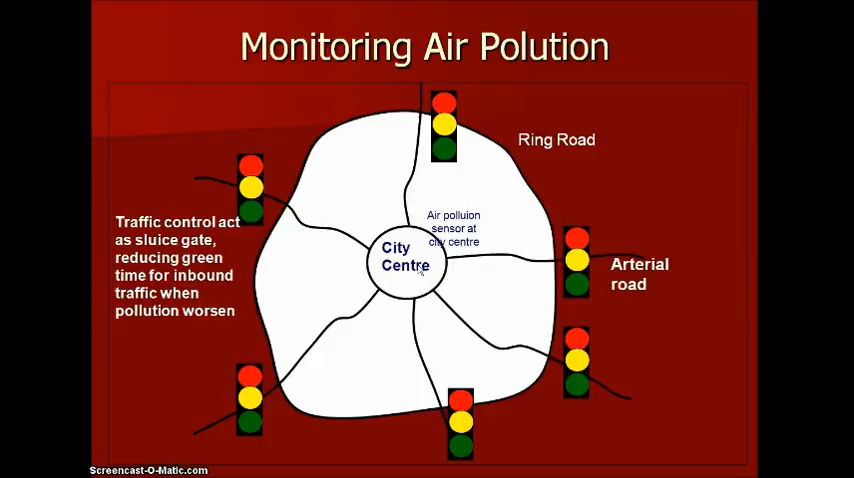 Monitoring Air Polution
Ring Road
Traffic control act
as sluice gate,
reducing green
time for inbound
traffic when
pollution worsen
Air polluion
sensor at
city centre
City
Centre
Arterial
road
Screencast-O-Matic.com